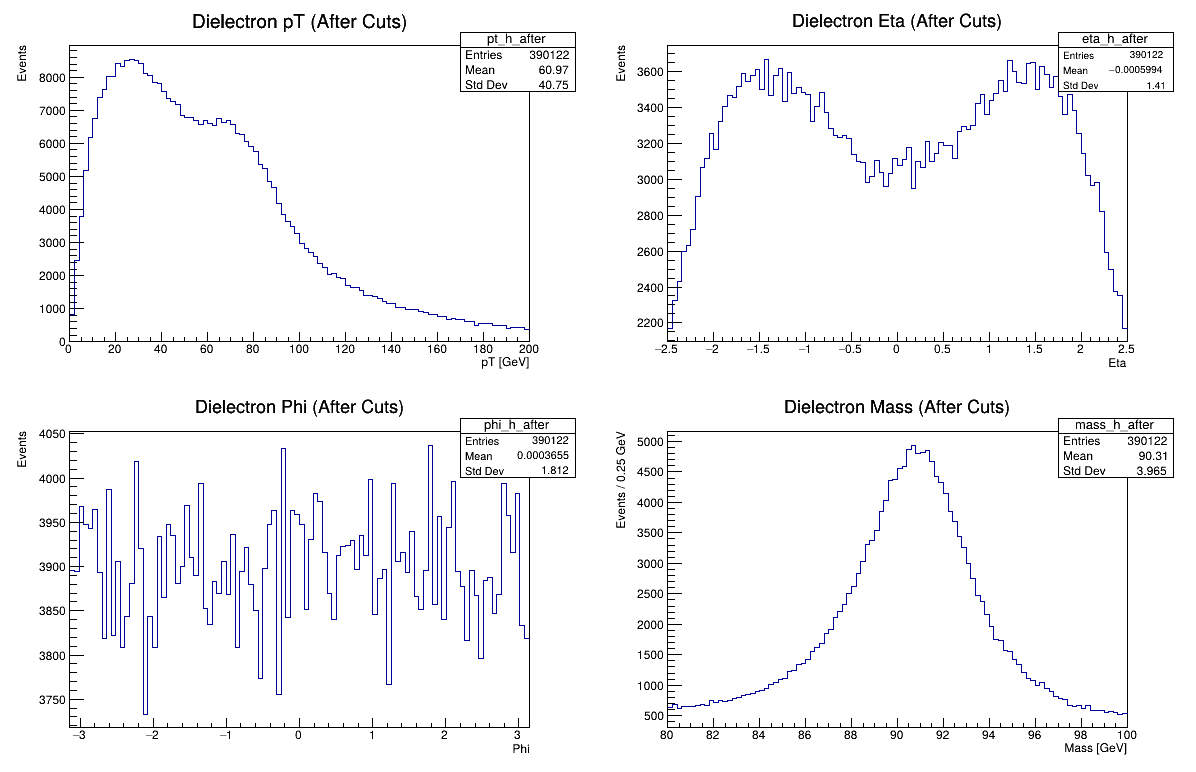 Dielectron pT (After Cuts)
pt_h_after
Entries 390122
Mean 60.97
Std Dev 40.75
Events
8000
7000
6000
5000
4000
3000
2000
1000
0
0 20 40 60 80 100 120 140 160 180 200
pT [GeV]
Dielectron Eta (After Cuts)
eta_h_after
Entries 390122
Mean −0.0005994
Std Dev 1.41
Events
3600
3400
3200
3000
2800
2600
2400
2200
−2.5 −2 −1.5 −1 −0.5 0 0.5 1 1.5 2 2.5
Eta
Dielectron Phi (After Cuts)
phi_h_after
Entries 390122
Mean 0.0003655
Std Dev 1.812
Events
4050
4000
3950
3900
3850
3800
3750
−3 −2 −1 0 1 2 3
Phi
Dielectron Mass (After Cuts)
mass_h_after
Entries 390122
Mean 90.31
Std Dev 3.965
Events / 0.25 GeV
5000
4500
4000
3500
3000
2500
2000
1500
1000
500
80 82 84 86 88 90 92 94 96 98 100
Mass [GeV]